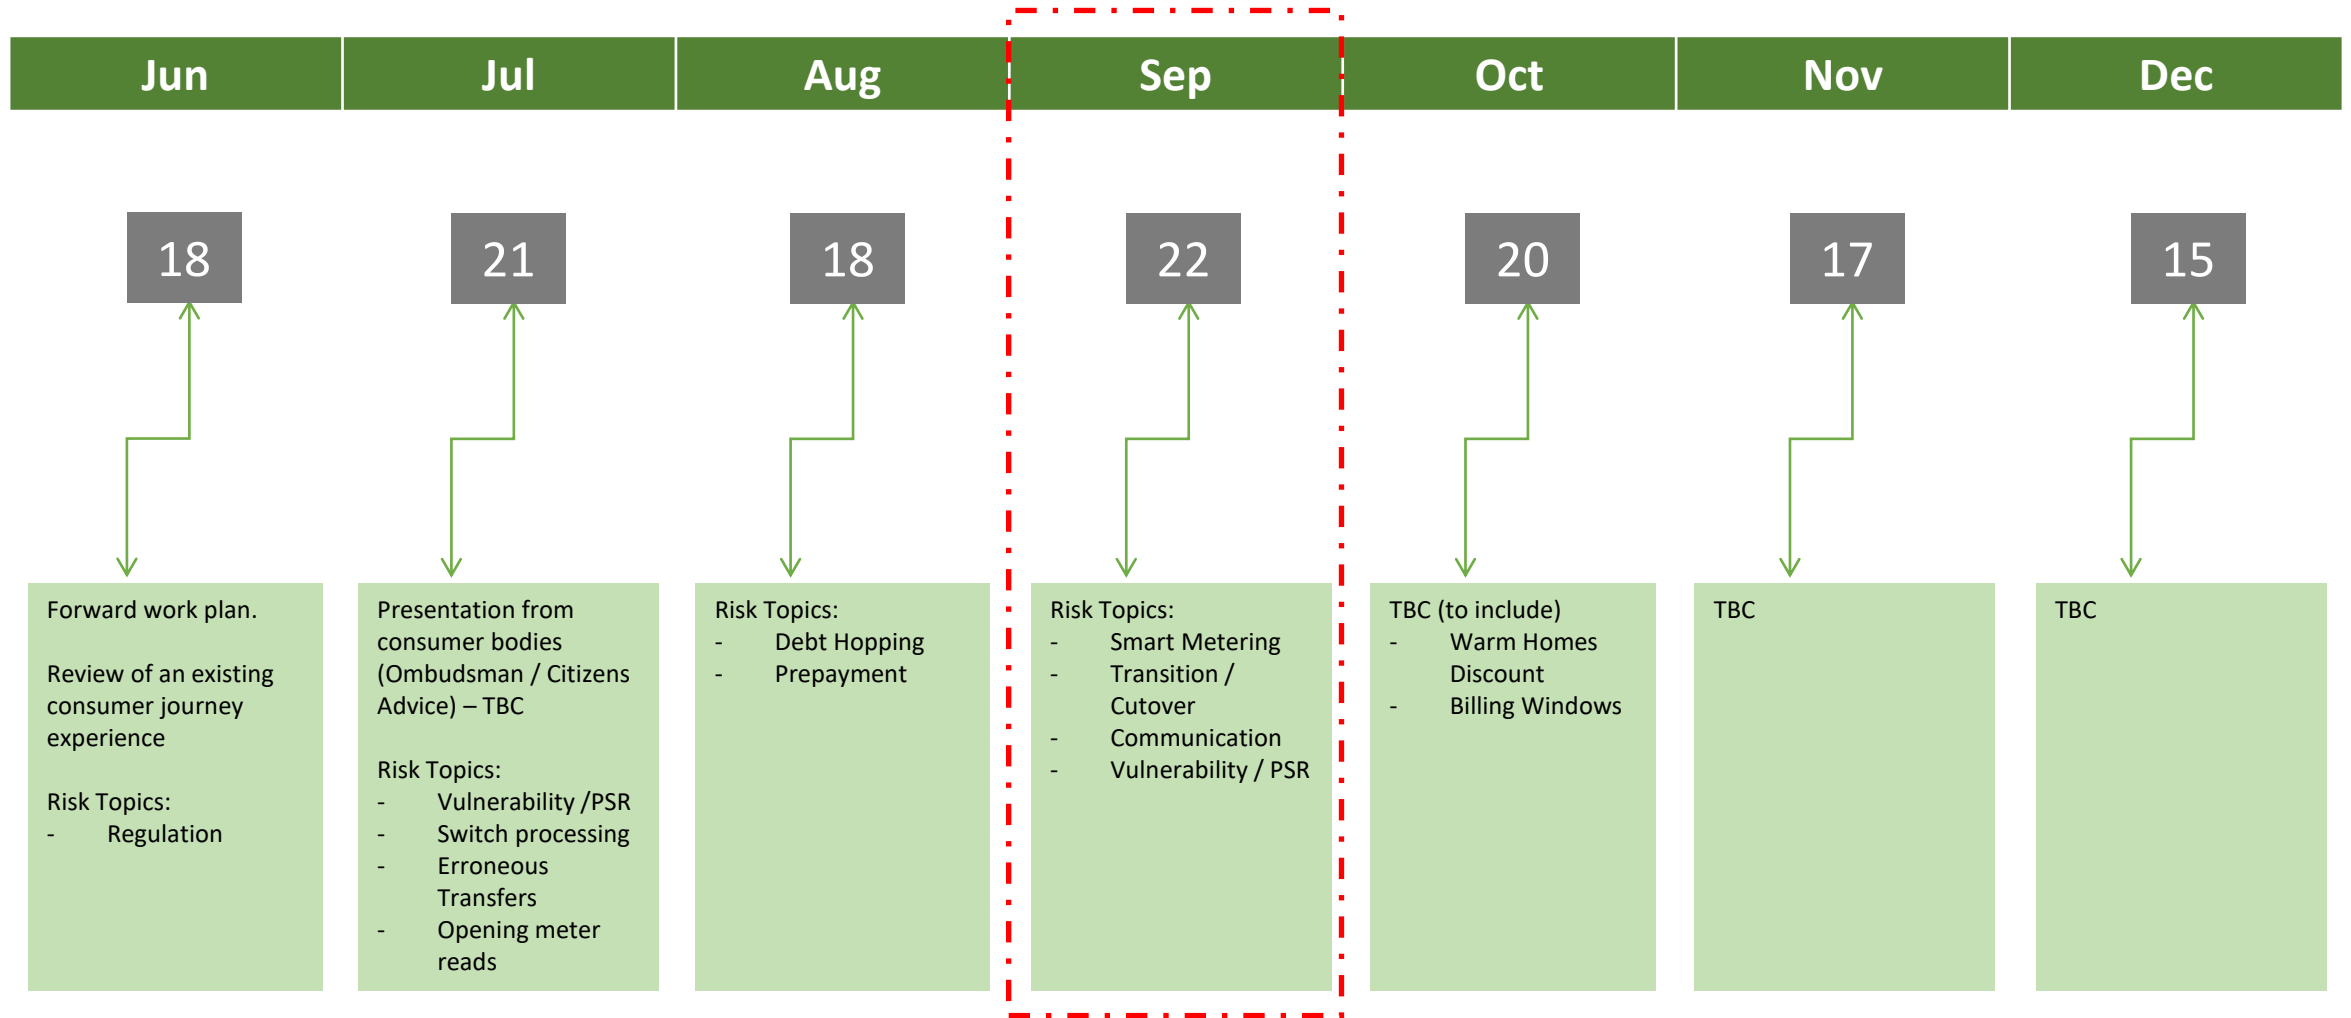 Jun
Jul
Aug
Sep
Oct
Nov
Dec
18
21
18
22
20
17
15
Forward work plan.
Review of an existing
consumer journey
experience
Risk Topics:
- Regulation
Presentation from
consumer bodies
(Ombudsman / Citizens
Advice) – TBC
Risk Topics:
- Vulnerability /PSR
- Switch processing
- Erroneous
Transfers
- Opening meter
reads
Risk Topics:
- Debt Hopping
- Prepayment
Risk Topics:
- Smart Metering
- Transition /
Cutover
- Communication
- Vulnerability / PSR
TBC (to include)
- Warm Homes
Discount
- Billing Windows
TBC
TBC